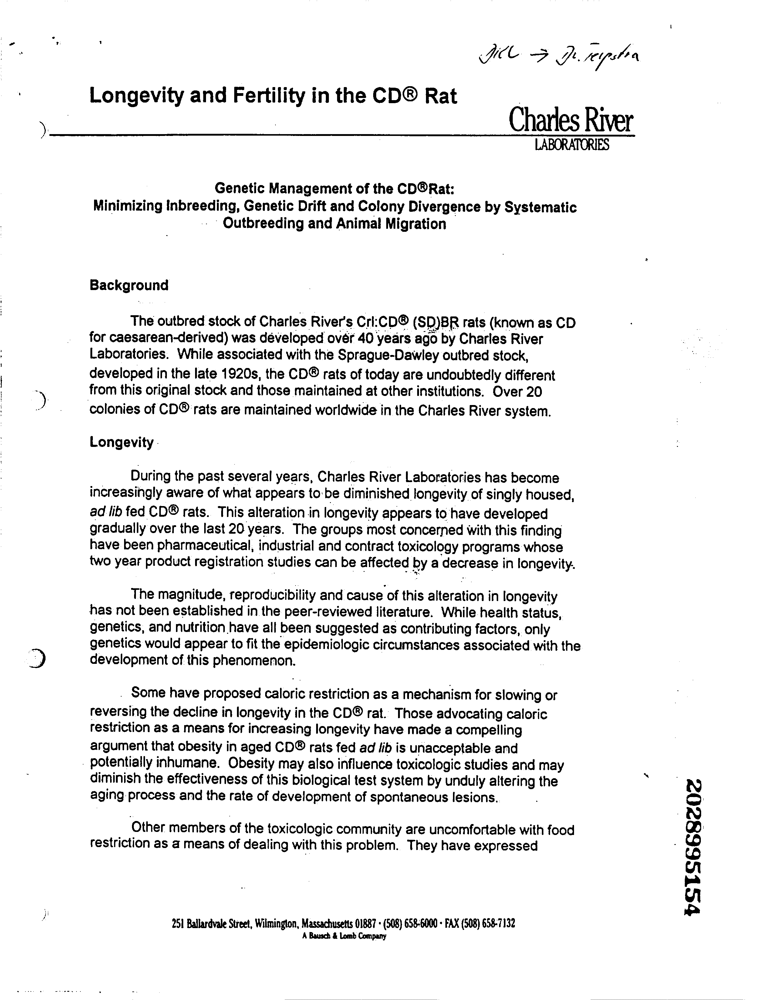 → Dr. Terpstra
Longevity and Fertility in the CD® Rat
Charles River
LABORATORIES
Genetic Management of the CD®Rat:
Minimizing Inbreeding, Genetic Drift and Colony Divergence by Systematic
Outbreeding and Animal Migration
Background
The outbred stock of Charles River's Crl:CD® (SD)BR rats (known as CD
for caesarean-derived) was developed over 40 years ago by Charles River
Laboratories. While associated with the Sprague-Dawley outbred stock,
developed in the late 1920s, the CD® rats of today are undoubtedly different
from this original stock and those maintained at other institutions. Over 20
colonies of CD® rats are maintained worldwide in the Charles River system.
Longevity
During the past several years, Charles River Laboratories has become
increasingly aware of what appears to be diminished longevity of singly housed,
ad lib fed CD® rats. This alteration in longevity appears to have developed
gradually over the last 20 years. The groups most concerned with this finding
have been pharmaceutical, industrial and contract toxicology programs whose
two year product registration studies can be affected by a decrease in longevity.
The magnitude, reproducibility and cause of this alteration in longevity
has not been established in the peer-reviewed literature. While health status,
genetics, and nutrition have all been suggested as contributing factors, only
genetics would appear to fit the epidemiologic circumstances associated with the
development of this phenomenon.
Some have proposed caloric restriction as a mechanism for slowing or
reversing the decline in longevity in the CD® rat. Those advocating caloric
restriction as a means for increasing longevity have made a compelling
argument that obesity in aged CD® rats fed ad lib is unacceptable and
potentially inhumane. Obesity may also influence toxicologic studies and may
diminish the effectiveness of this biological test system by unduly altering the
aging process and the rate of development of spontaneous lesions.
Other members of the toxicologic community are uncomfortable with food
restriction as a means of dealing with this problem. They have expressed
2028995154
251 Ballardvale Street, Wilmington, Massachusetts 01887 • (508) 658-6000 • FAX (508) 658-7132
A Bausch & Lomb Company